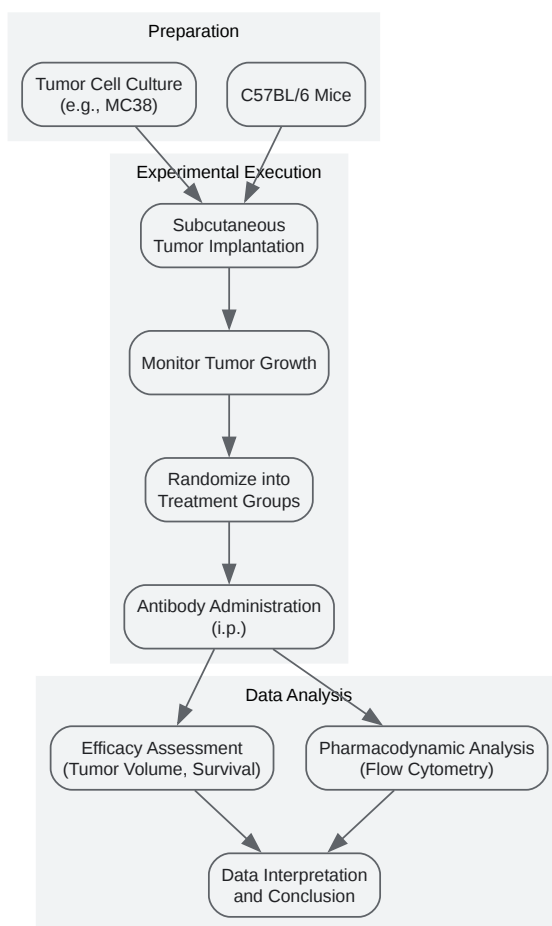 Preparation
Tumor Cell Culture
(e.g., MC38)
C57BL/6 Mice
Experimental Execution
Subcutaneous
Tumor Implantation
Monitor Tumor Growth
Randomize into
Treatment Groups
Antibody Administration
(i.p.)
Data Analysis
Efficacy Assessment
(Tumor Volume, Survival)
Pharmacodynamic Analysis
(Flow Cytometry)
Data Interpretation
and Conclusion